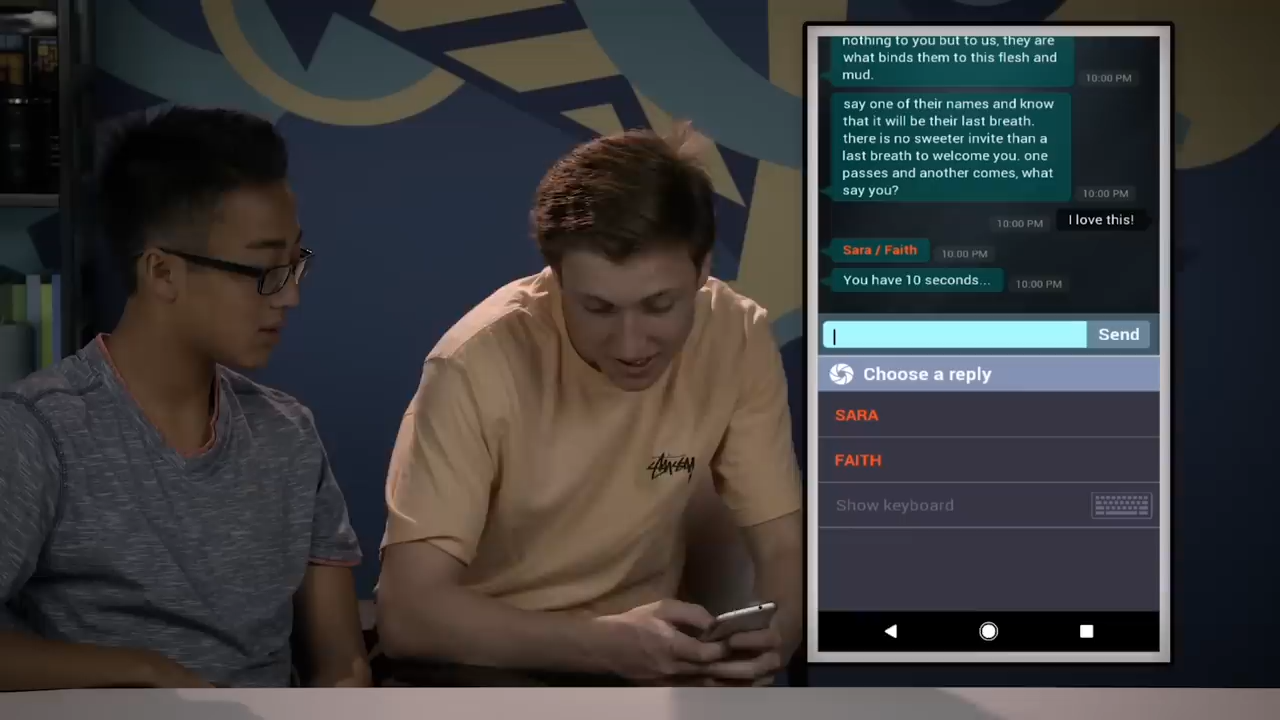 nothing to you but to us, they are
what binds them to this flesh and
mud.
10:00 PM
say one of their names and know
that it will be their last breath.
there is no sweeter invite than a
last breath to welcome you. one
passes and another comes, what
say you?
10:00 PM
10:00 PM I love this!
Sara / Faith 10:00 PM
You have 10 seconds... 10:00 PM
Send
Choose a reply
SARA
FAITH
Show keyboard
STÜSSY